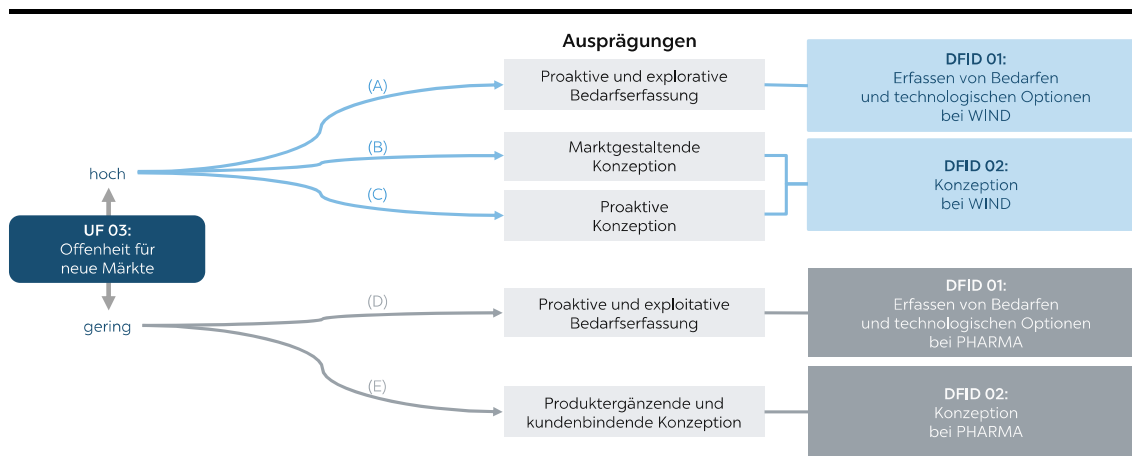 Ausprägungen
(A)
Proaktive und explorative
Bedarfserfassung
DFID 01:
Erfassen von Bedarfen
und technologischen Optionen
bei WIND
hoch
(B)
Marktgestaltende
Konzeption
(C)
Proaktive
Konzeption
DFID 02:
Konzeption
bei WIND
UF 03:
Offenheit für
neue Märkte
gering
(D)
Proaktive und exploitative
Bedarfserfassung
DFID 01:
Erfassen von Bedarfen
und technologischen Optionen
bei PHARMA
(E)
Produktergänzende und
kundenbindende Konzeption
DFID 02:
Konzeption
bei PHARMA